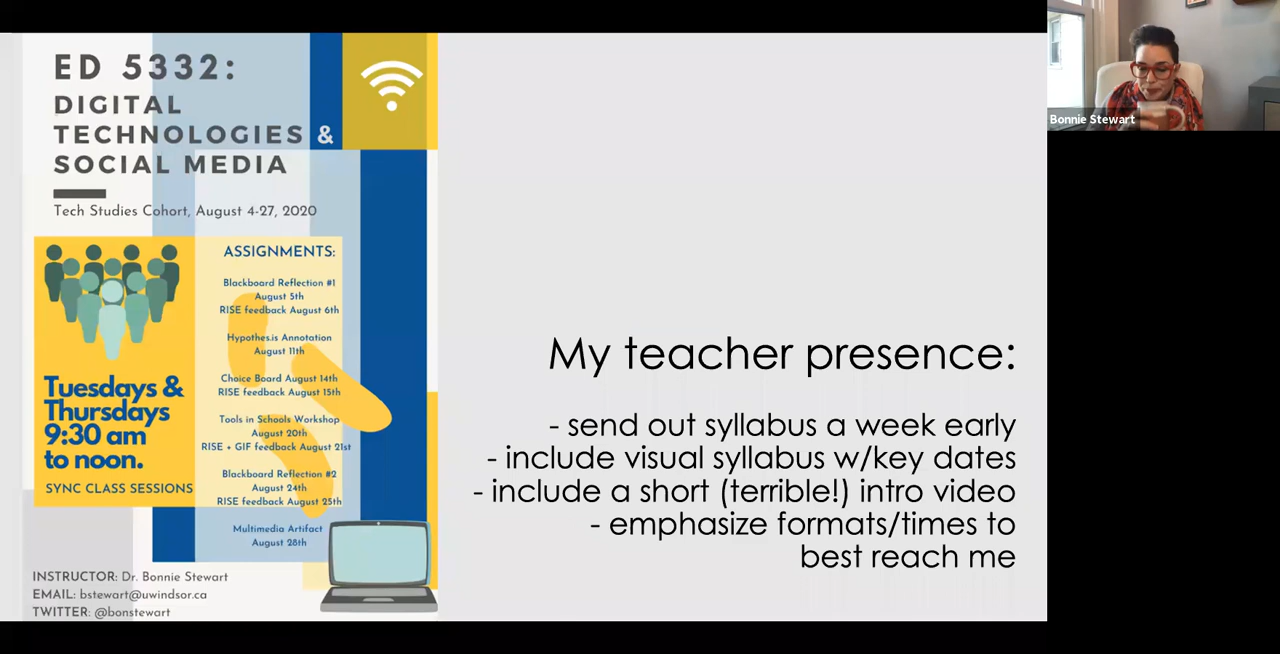 ED 5332:
DIGITAL
TECHNOLOGIES &
SOCIAL MEDIA
Tech Studies Cohort, August 4-27, 2020
Tuesdays &
Thursdays
9:30 am
to noon.
SYNC CLASS SESSIONS
ASSIGNMENTS:
Blackboard Reflection #1
August 5th
RISE feedback August 6th
Hypothes.is Annotation
August 11th
Choice Board August 14th
RISE feedback August 15th
Tools in Schools Workshop
August 20th
RISE + GIF feedback August 21st
Blackboard Reflection #2
August 24th
RISE feedback August 25th
Multimedia Artifact
August 28th
INSTRUCTOR: Dr. Bonnie Stewart
EMAIL: bstewart@uwindsor.ca
TWITTER: @bonstewart
My teacher presence:
- send out syllabus a week early
- include visual syllabus w/key dates
- include a short (terrible!) intro video
- emphasize formats/times to
best reach me
Bonnie Stewart